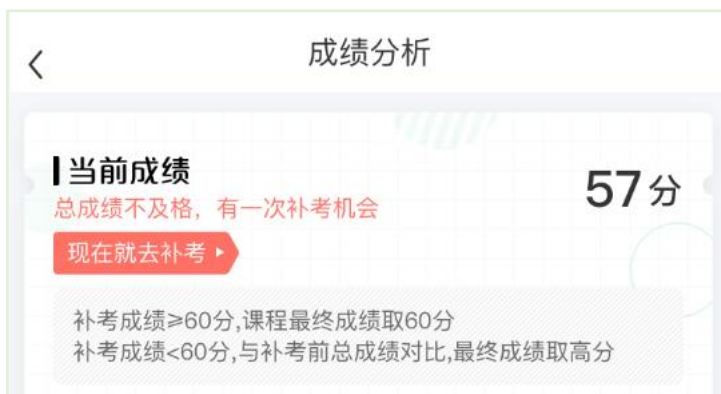 成绩分析
当前成绩
57分
总成绩不及格，有一次补考机会
现在就去补考
补考成绩≥60分,课程最终成绩取60分
补考成绩<60分,与补考前总成绩对比,最终成绩取高分